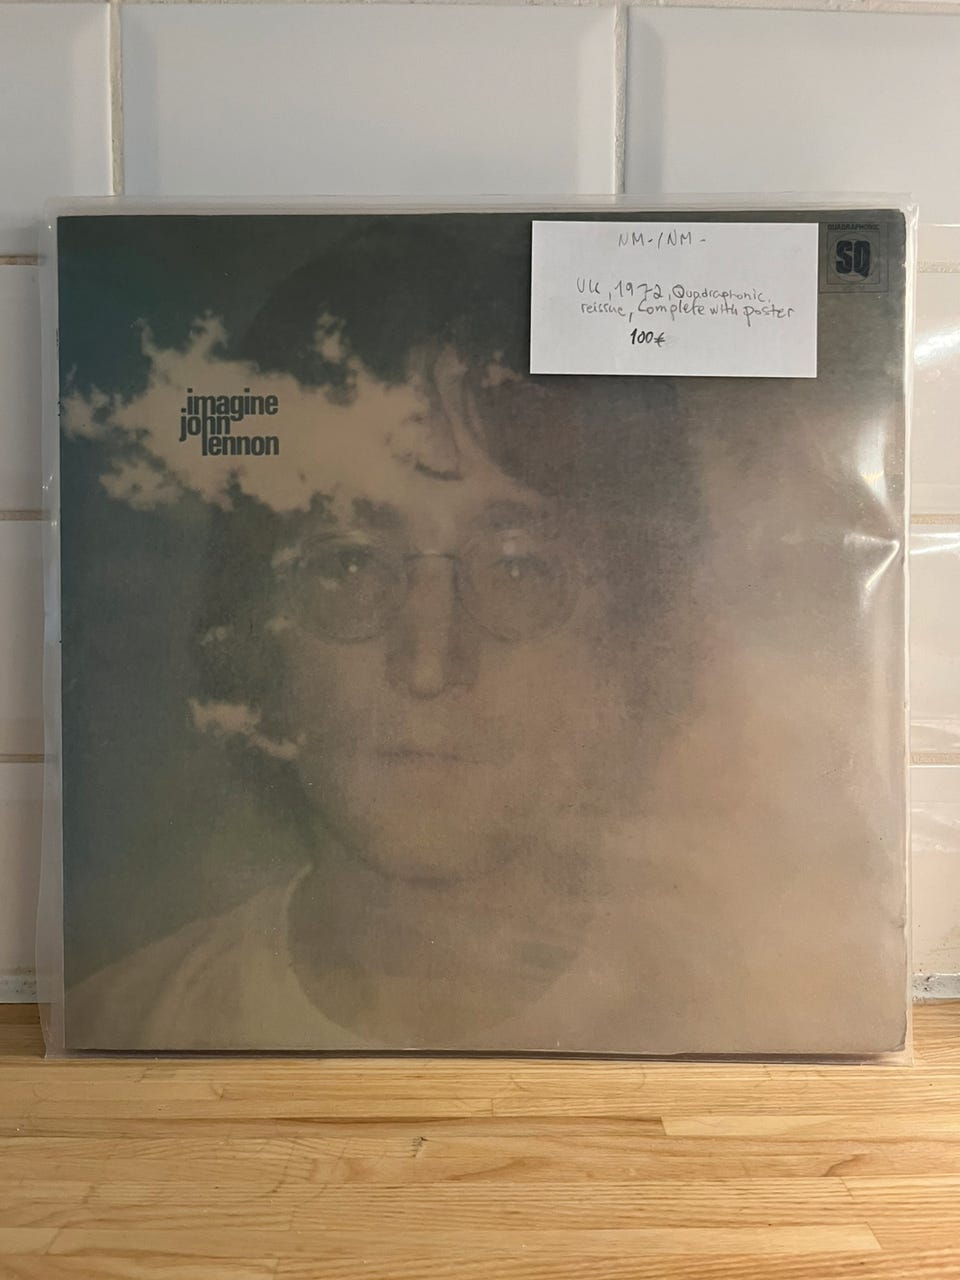 NM-/NM-
UK, 1972, Quadraphonic,
reissue, Complete with poster
100€
QUADRAPHONIC
SQ
imagine
john
lennon